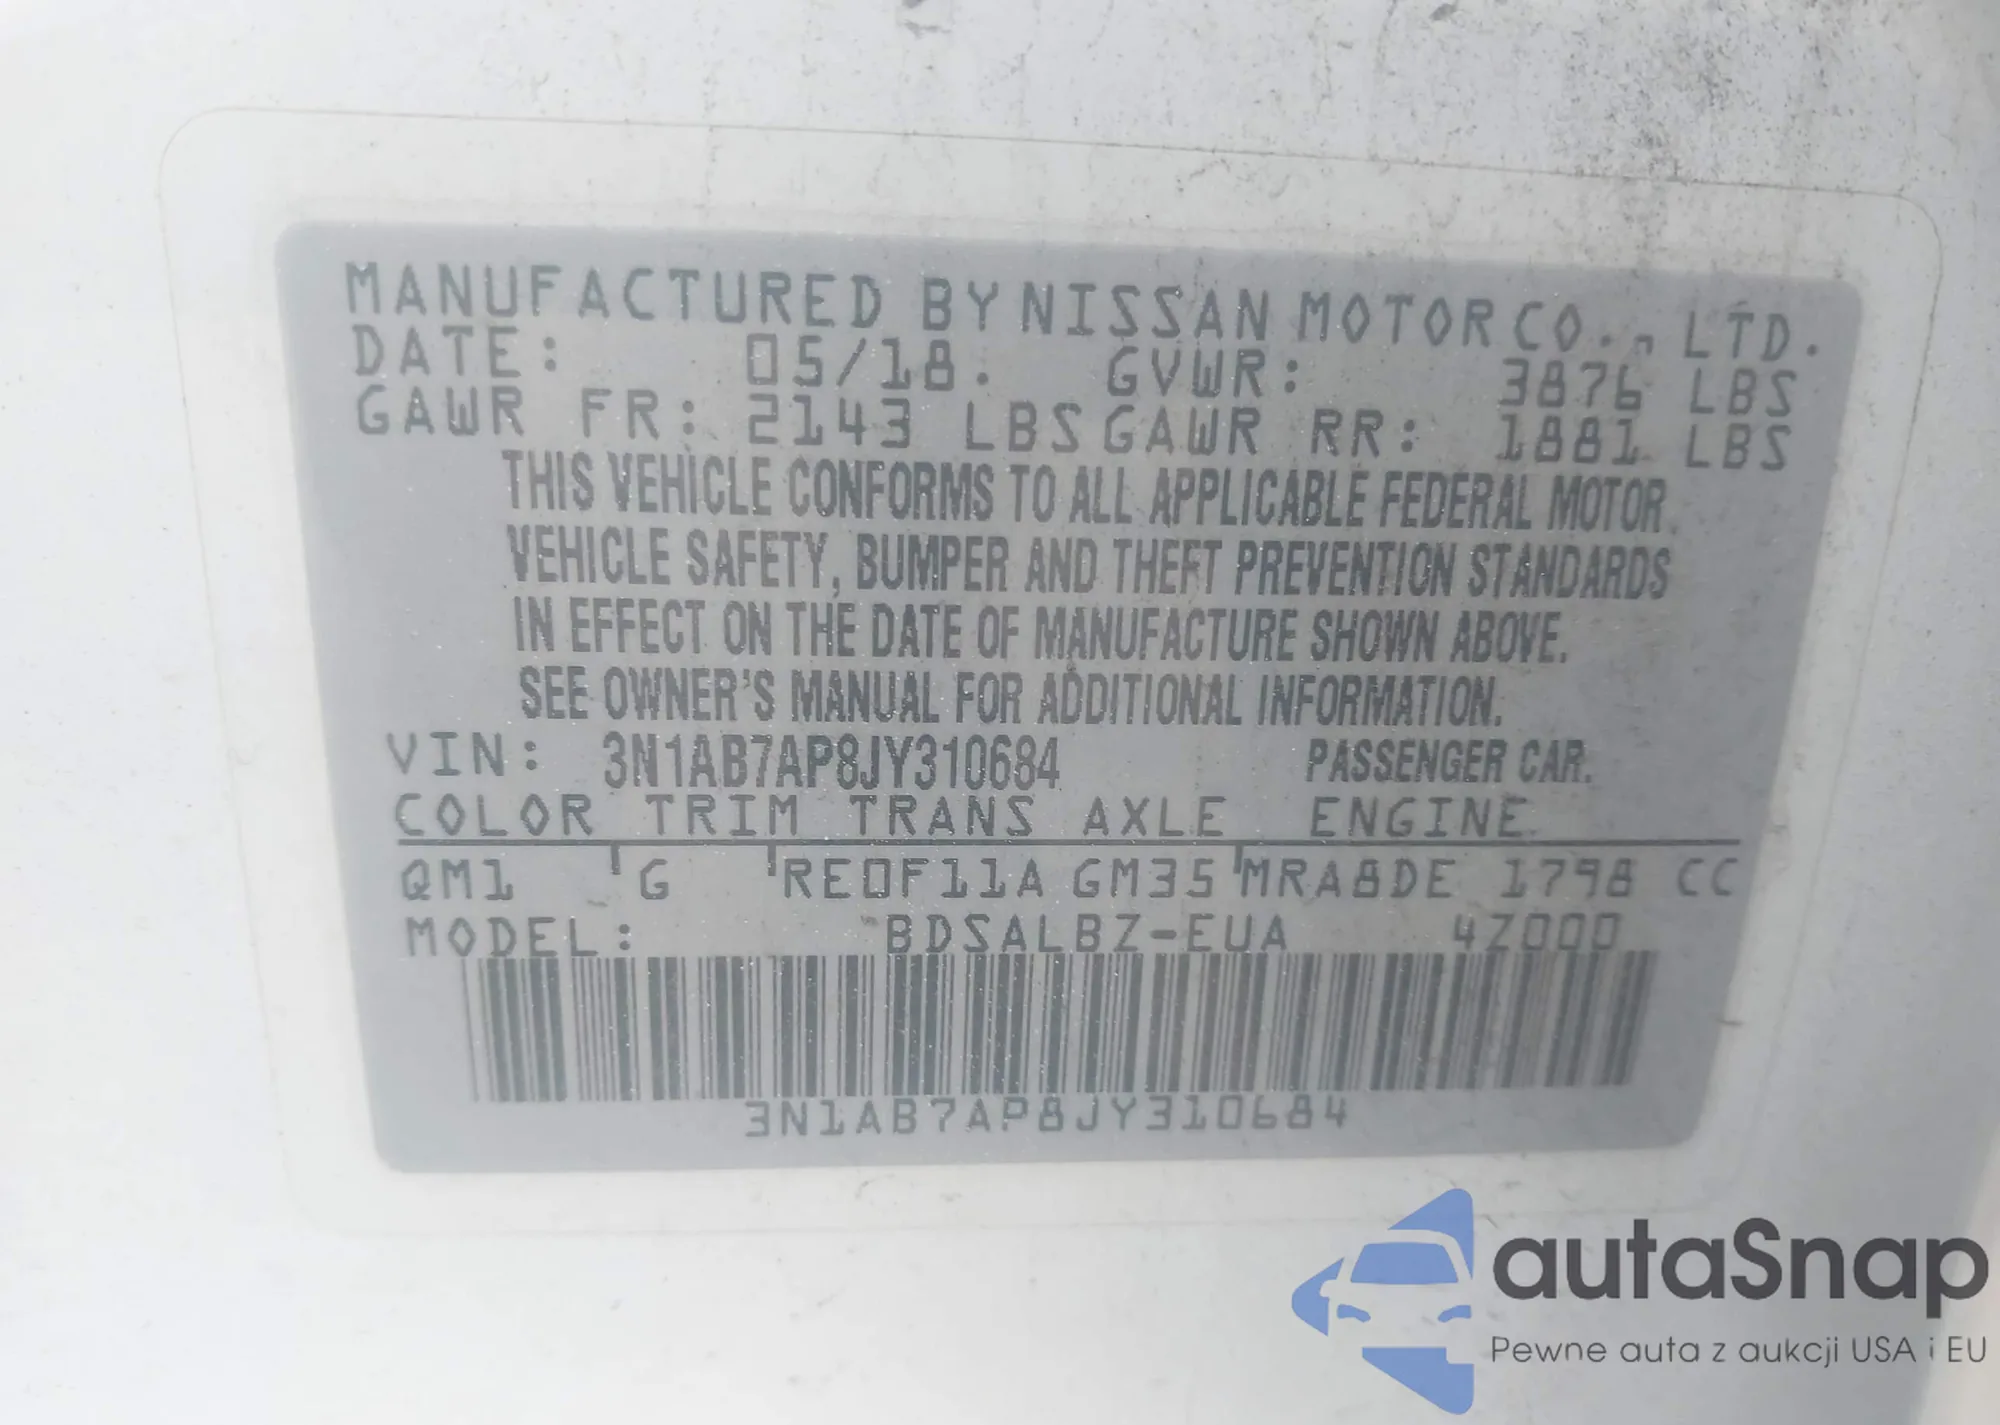 MANUFACTURED BY NISSAN MOTOR CO., LTD.
DATE: 05/18. GVWR: 3876 LBS
GAWR FR: 2143 LBS GAWR RR: 1881 LBS
THIS VEHICLE CONFORMS TO ALL APPLICABLE FEDERAL MOTOR
VEHICLE SAFETY, BUMPER AND THEFT PREVENTION STANDARDS
IN EFFECT ON THE DATE OF MANUFACTURE SHOWN ABOVE.
SEE OWNER'S MANUAL FOR ADDITIONAL INFORMATION.
VIN: 3N1AB7AP8JY310684 PASSENGER CAR.
COLOR TRIM TRANS AXLE ENGINE
QM1 G RE0F11A GM35 MRA8DE 1798 CC
MODEL: BDSALBZ-EUA 4Z000
3N1AB7AP8JY310684
autaSnap
Pewne auta z aukcji USA i EU